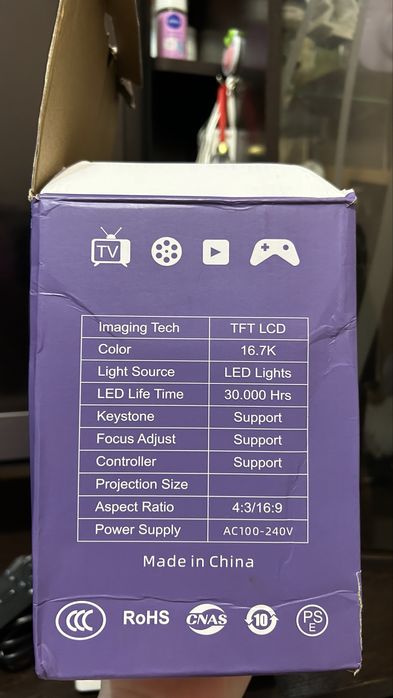 TV
Imaging Tech TFT LCD
Color 16.7K
Light Source LED Lights
LED Life Time 30.000 Hrs
Keystone Support
Focus Adjust Support
Controller Support
Projection Size
Aspect Ratio 4:3/16:9
Power Supply AC100-240V
Made in China
CCC RoHS CNAS 10 PS E